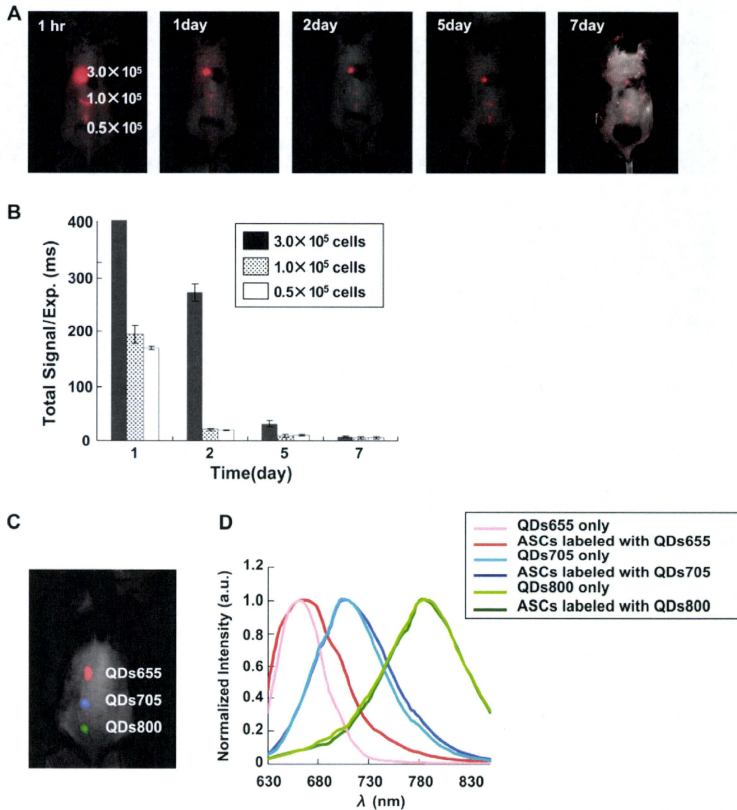 A
1 hr
1day
2day
5day
7day
3.0×10⁵
1.0×10⁵
0.5×10⁵
B
Total Signal/Exp. (ms)
400
300
200
100
0
3.0×10⁵ cells
1.0×10⁵ cells
0.5×10⁵ cells
1
2
5
7
Time(day)
C
QDs655
QDs705
QDs800
D
QDs655 only
ASCs labeled with QDs655
QDs705 only
ASCs labeled with QDs705
QDs800 only
ASCs labeled with QDs800
Normalized Intensity (a.u.)
1.2
1.0
0.8
0.6
0.4
0.2
0
630
680
730
780
830
λ (nm)